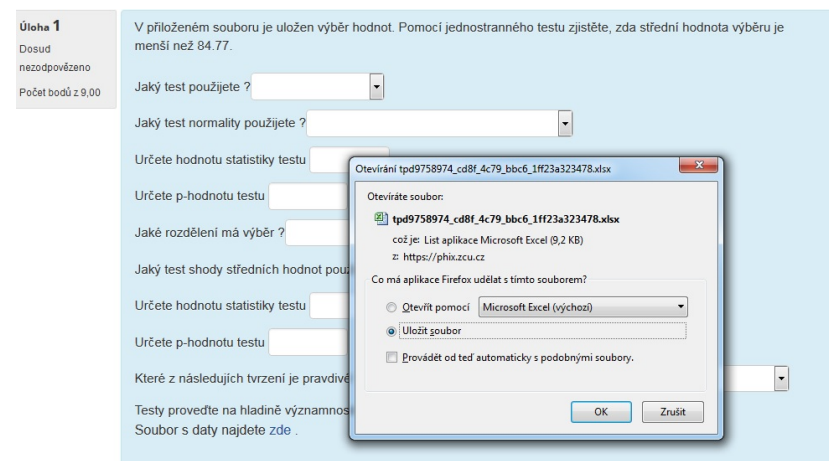 Úloha 1
Dosud
nezodpovězeno
Počet bodů z 9,00
V přiloženém souboru je uložen výběr hodnot. Pomocí jednostranného testu zjistěte, zda střední hodnota výběru je
menší než 84.77.
Jaký test použijete ?
Jaký test normality použijete ?
Určete hodnotu statistiky testu
Určete p-hodnotu testu
Jaké rozdělení má výběr ?
Jaký test shody středních hodnot
Určete hodnotu statistiky testu
Určete p-hodnotu testu
Které z následujích tvrzení je
Testy proveďte na hladině
Soubor s daty najdete zde .
Otevírání tpd9758974_cd8f_4c79_bbc6_1ff23a323478.xlsx
Otevíráte soubor:
tpd9758974_cd8f_4c79_bbc6_1ff23a323478.xlsx
což je: List aplikace Microsoft Excel (9,2 KB)
z: https://phix.zcu.cz
Co má aplikace Firefox udělat s tímto souborem?
Otevřít pomocí Microsoft Excel (výchozí)
Uložit soubor
Provádět od teď automaticky s podobnými soubory.
OK Zrušit